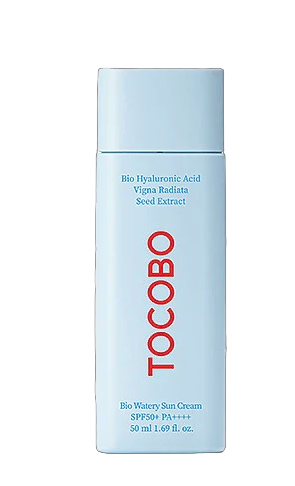 Bio Hyaluronic Acid
Vigna Radiata
Seed Extract
TOCOBO
Bio Watery Sun Cream
SPF50+ PA++++
50 ml 1.69 fl. oz.